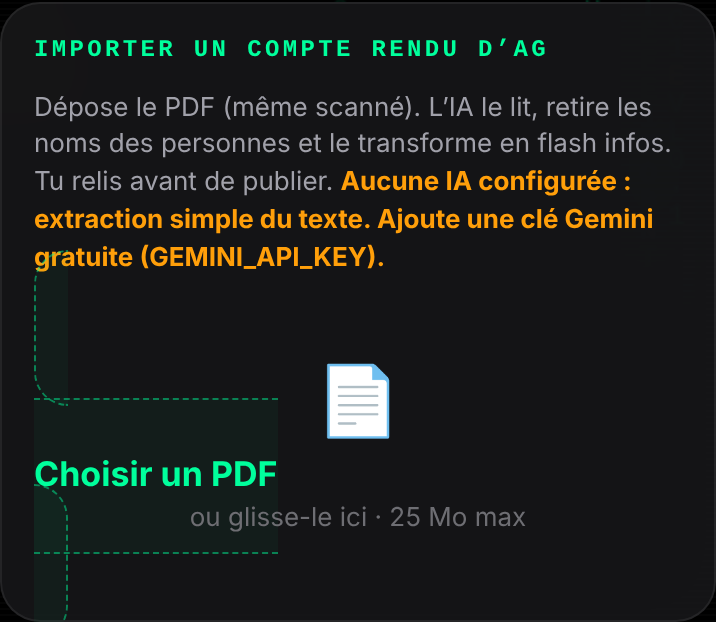 IMPORTER UN COMPTE RENDU D’AG
Dépose le PDF (même scanné). L’IA le lit, retire les
noms des personnes et le transforme en flash infos.
Tu relis avant de publier. Aucune IA configurée :
extraction simple du texte. Ajoute une clé Gemini
gratuite (GEMINI_API_KEY).
Choisir un PDF
ou glisse-le ici · 25 Mo max